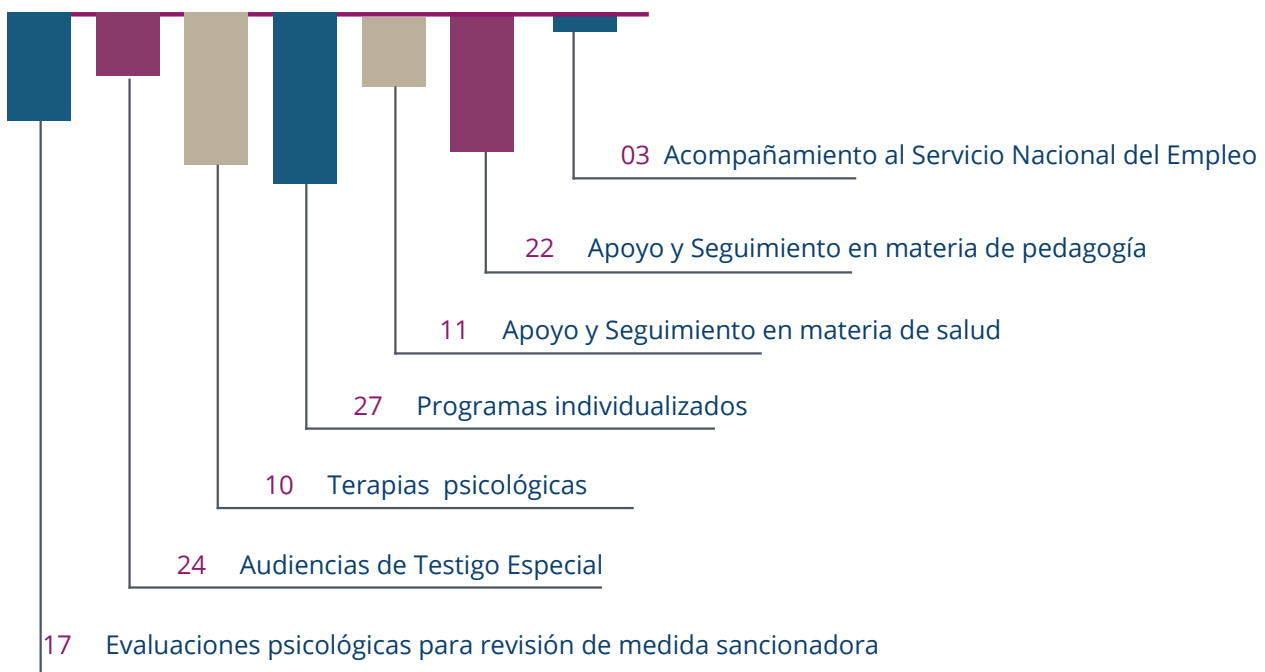 03 Acompañamiento al Servicio Nacional del Empleo
22 Apoyo y Seguimiento en materia de pedagogía
11 Apoyo y Seguimiento en materia de salud
27 Programas individualizados
10 Terapias psicológicas
24 Audiencias de Testigo Especial
17 Evaluaciones psicológicas para revisión de medida sancionadora